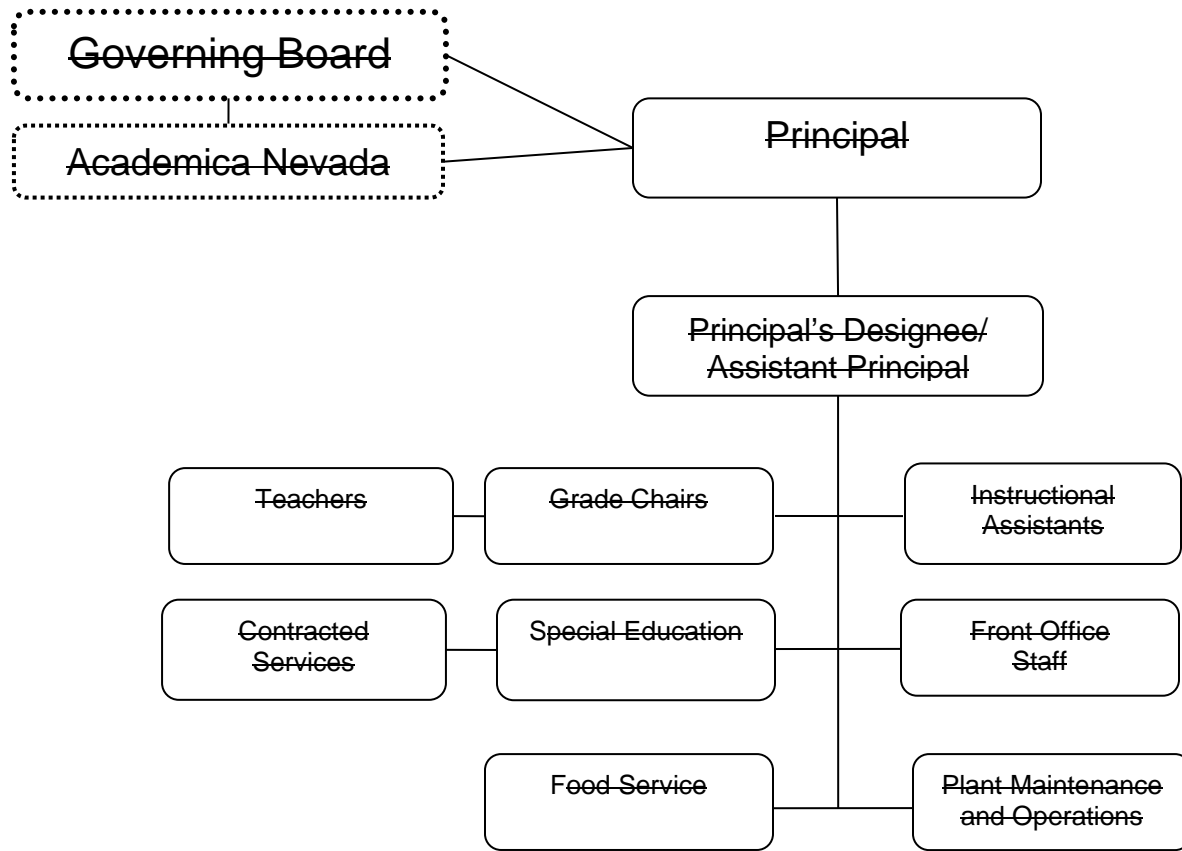 Governing Board
Academica Nevada
Principal
Principal’s Designee/
Assistant Principal
Teachers
Grade Chairs
Instructional
Assistants
Contracted
Services
Special Education
Front Office
Staff
Food Service
Plant Maintenance
and Operations